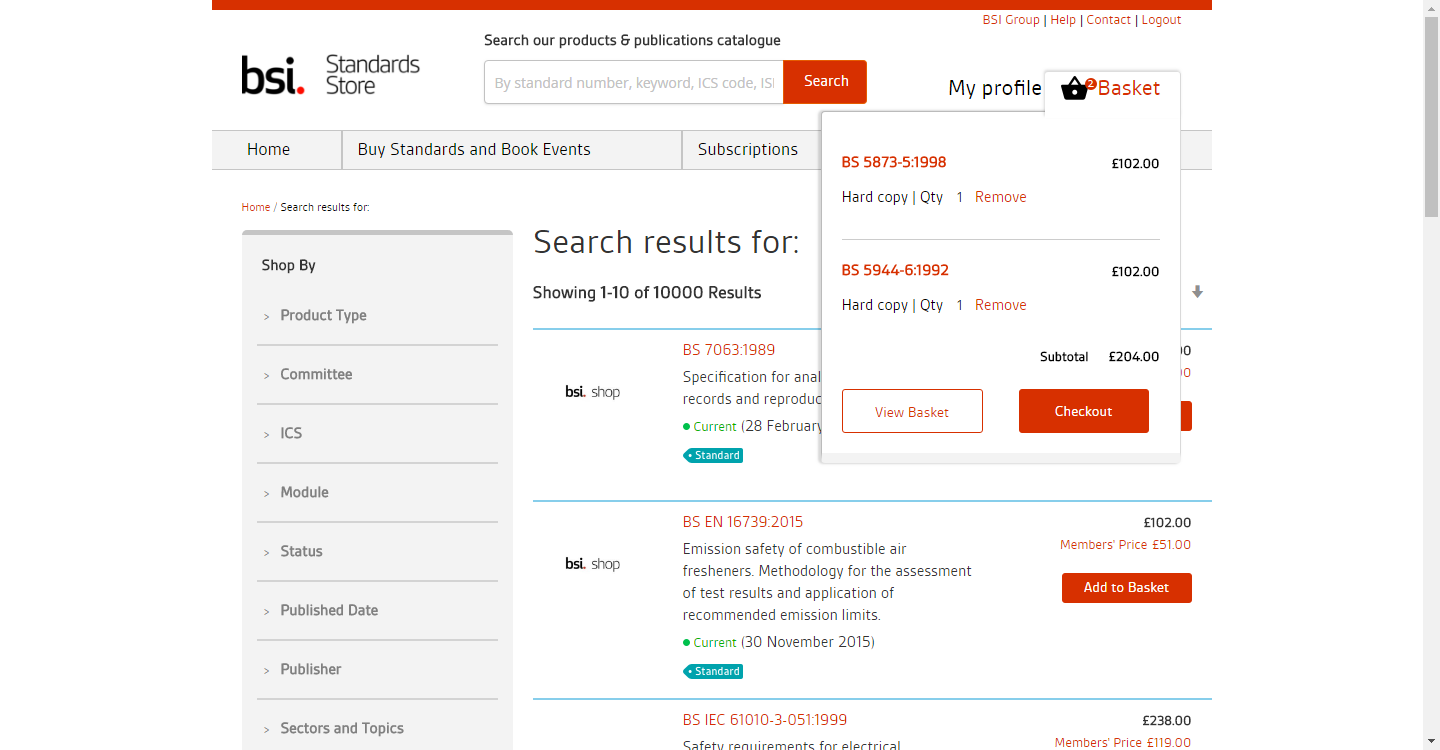 BSI Group | Help | Contact | Logout
Search our products & publications catalogue
bsi. Standards Store
By standard number, keyword, ICS code, ISI
Search
My profile
2
Basket
Home
Buy Standards and Book Events
Subscriptions
BS 5873-5:1998
£102.00
Hard copy | Qty 1 Remove
BS 5944-6:1992
£102.00
Hard copy | Qty 1 Remove
Subtotal £204.00
View Basket
Checkout
Home / Search results for:
Shop By
> Product Type
> Committee
> ICS
> Module
> Status
> Published Date
> Publisher
> Sectors and Topics
Search results for:
Showing 1-10 of 10000 Results
bsi. shop
BS 7063:1989
Specification for anal
records and reproduc
Current (28 February
Standard
bsi. shop
BS EN 16739:2015
£102.00
Members' Price £51.00
Emission safety of combustible air
fresheners. Methodology for the assessment
of test results and application of
recommended emission limits.
Add to Basket
Current (30 November 2015)
Standard
BS IEC 61010-3-051:1999
£238.00
Members' Price £119.00
Safety requirements for electrical